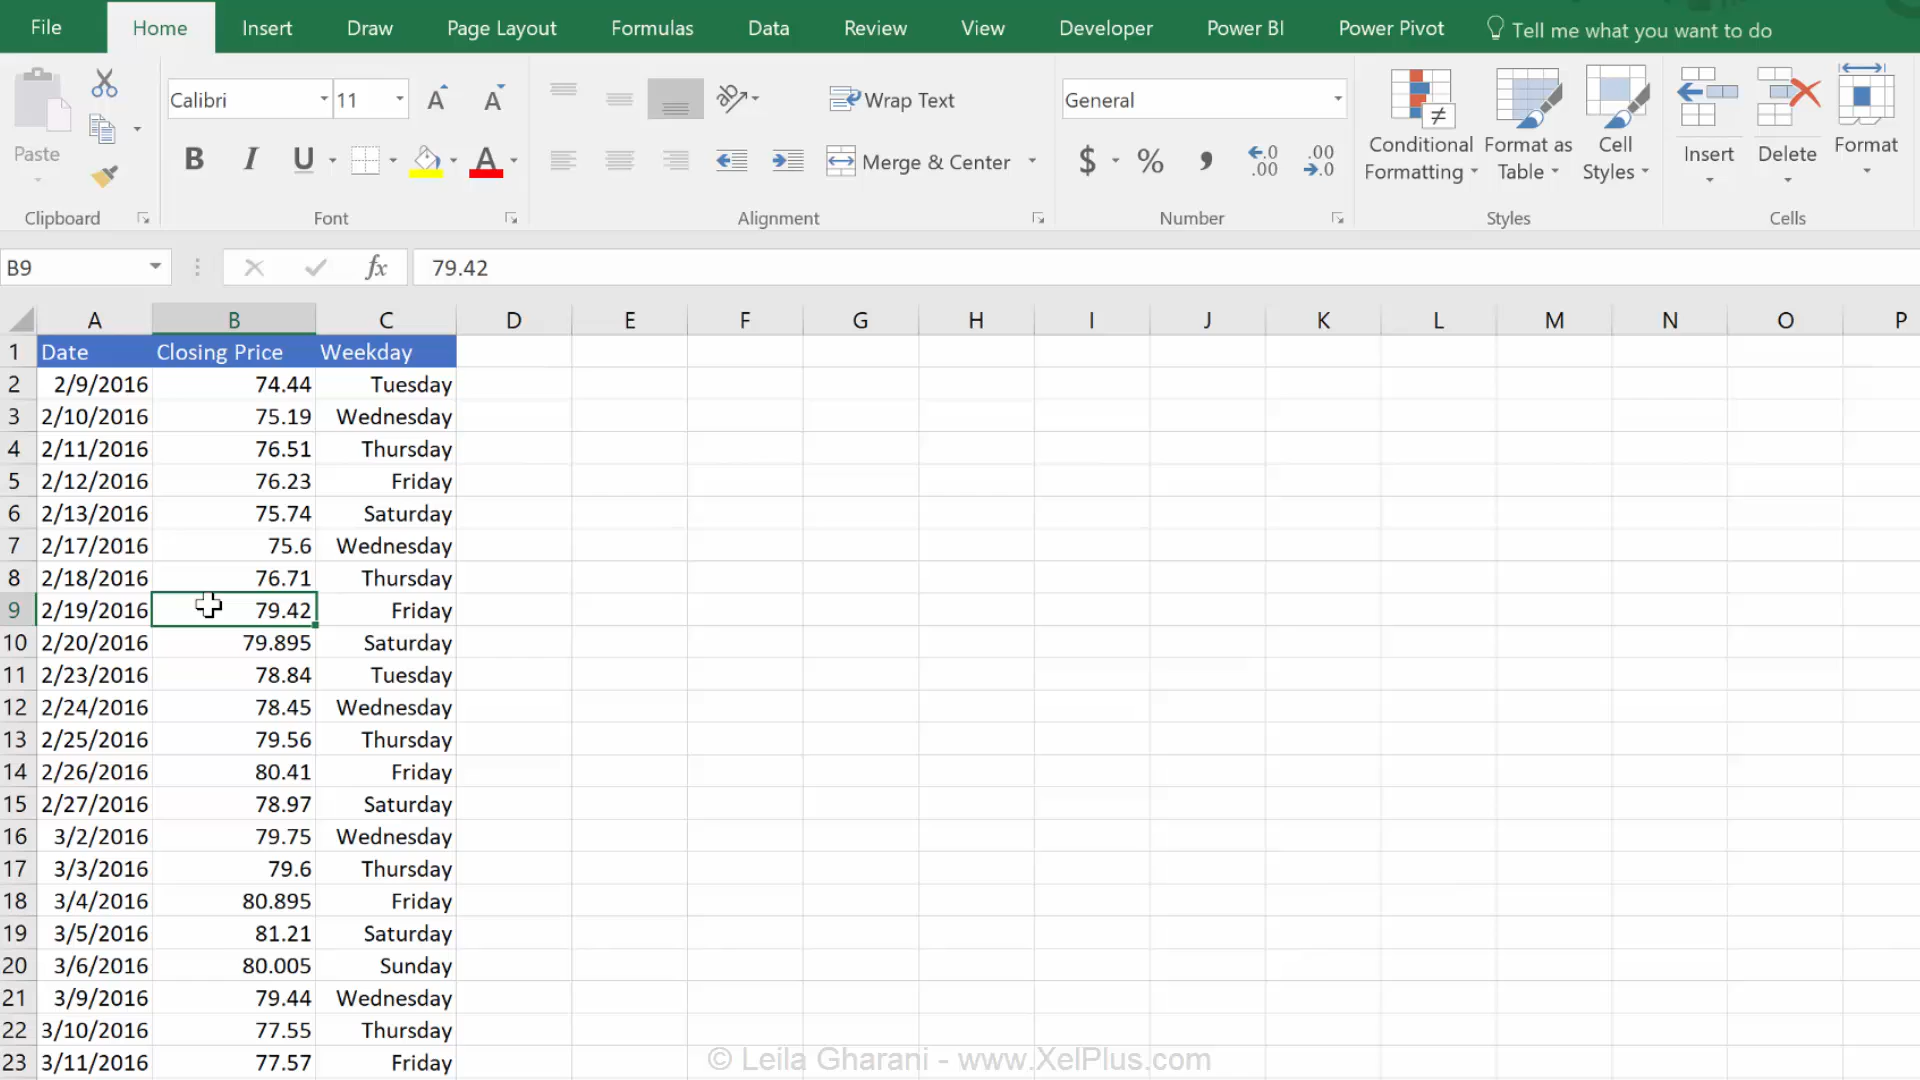 File Home Insert Draw Page Layout Formulas Data Review View Developer Power BI Power Pivot Tell me what you want to do
Paste Calibri 11 A A Wrap Text General Conditional Formatting Format as Table Cell Styles Insert Delete Format
B I U A Merge & Center $ % , .0 .00 .00 .0
Clipboard Font Alignment Number Styles Cells
B9 fx 79.42
A B C D E F G H I J K L M N O P
1 Date Closing Price Weekday
2 2/9/2016 74.44 Tuesday
3 2/10/2016 75.19 Wednesday
4 2/11/2016 76.51 Thursday
5 2/12/2016 76.23 Friday
6 2/13/2016 75.74 Saturday
7 2/17/2016 75.6 Wednesday
8 2/18/2016 76.71 Thursday
9 2/19/2016 79.42 Friday
10 2/20/2016 79.895 Saturday
11 2/23/2016 78.84 Tuesday
12 2/24/2016 78.45 Wednesday
13 2/25/2016 79.56 Thursday
14 2/26/2016 80.41 Friday
15 2/27/2016 78.97 Saturday
16 3/2/2016 79.75 Wednesday
17 3/3/2016 79.6 Thursday
18 3/4/2016 80.895 Friday
19 3/5/2016 81.21 Saturday
20 3/6/2016 80.005 Sunday
21 3/9/2016 79.44 Wednesday
22 3/10/2016 77.55 Thursday
23 3/11/2016 77.57 Friday
© Leila Gharani - www.XelPlus.com